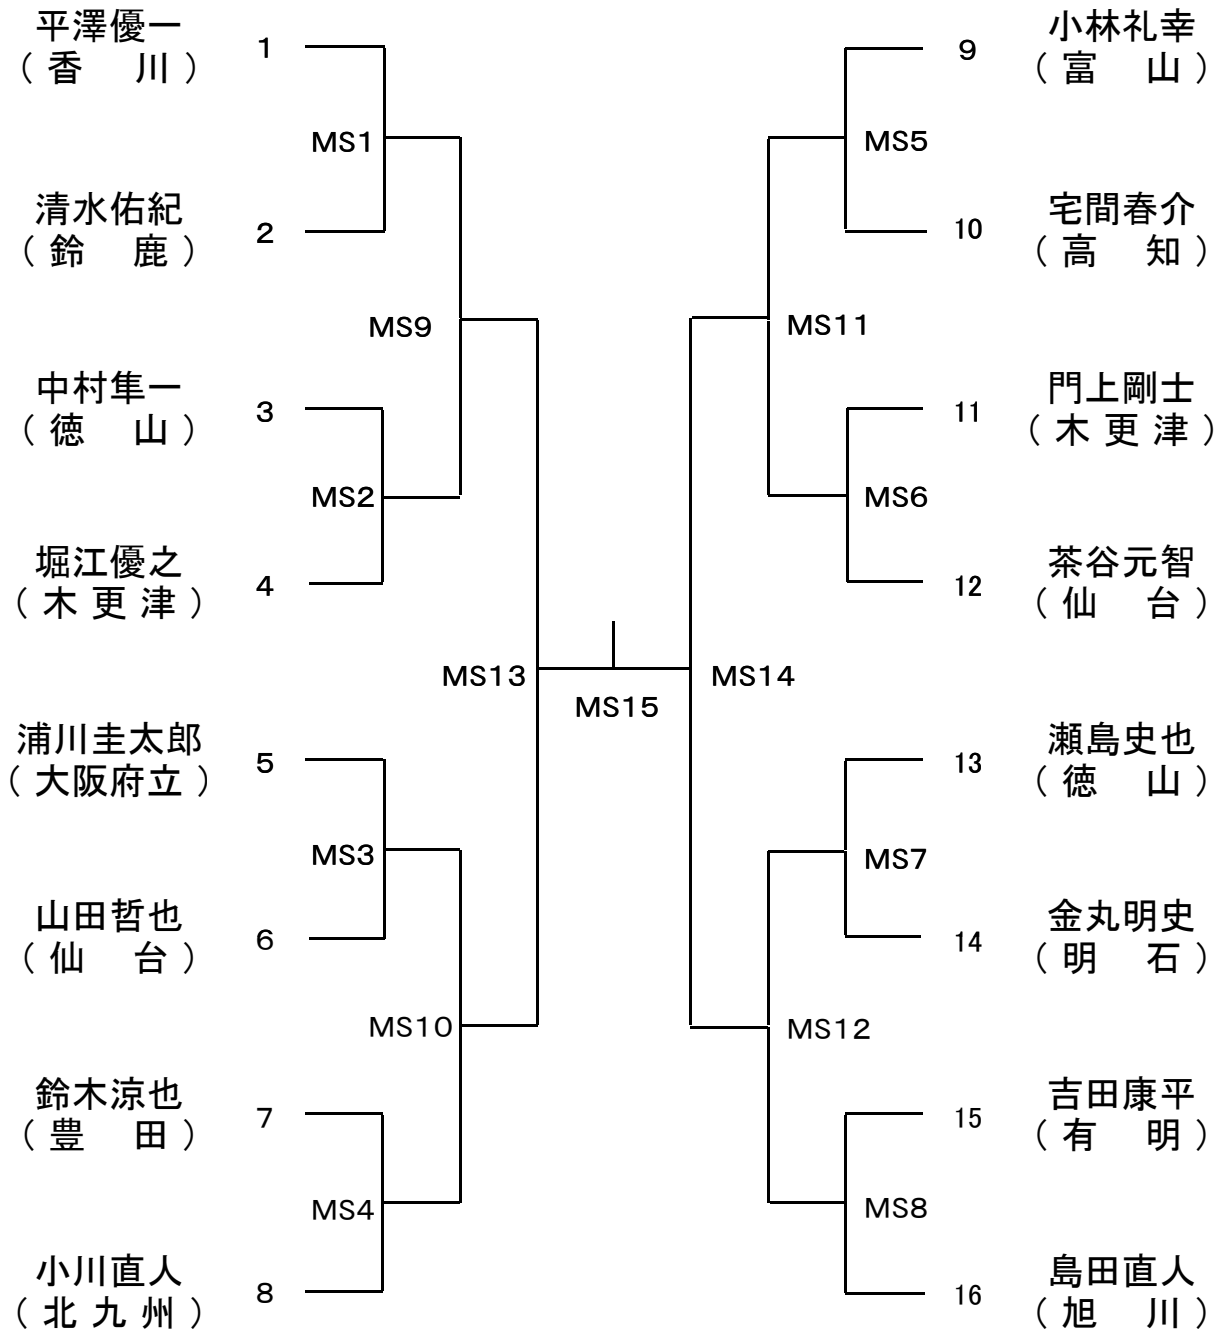 平澤優一
（香　川）
1
MS1
清水佑紀
（鈴　鹿）
2
MS9
中村隼一
（徳　山）
3
MS2
堀江優之
（木更津）
4
MS13
浦川圭太郎
（大阪府立）
5
MS3
山田哲也
（仙　台）
6
MS10
鈴木涼也
（豊　田）
7
MS4
小川直人
（北九州）
8
MS15
小林礼幸
（富　山）
9
MS5
宅間春介
（高　知）
10
MS11
門上剛士
（木更津）
11
MS6
茶谷元智
（仙　台）
12
MS14
瀬島史也
（徳　山）
13
MS7
金丸明史
（明　石）
14
MS12
吉田康平
（有　明）
15
MS8
島田直人
（旭　川）
16